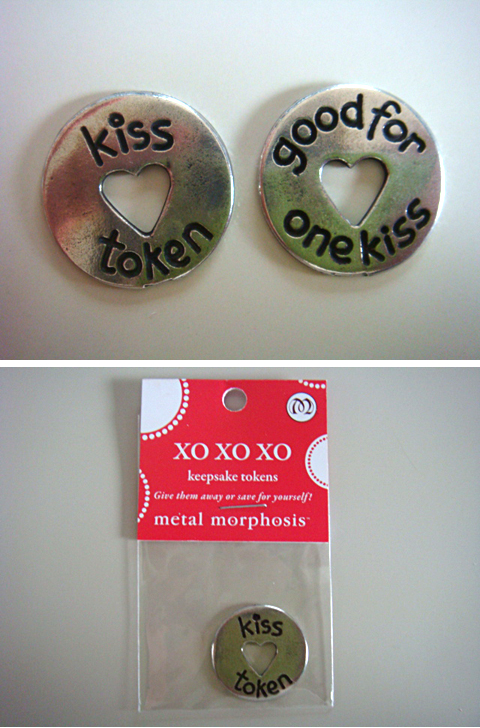 kiss
token
good for
one kiss
XO XO XO
keepsake tokens
Give them away or save for yourself!
metal morphosis™
kiss
token